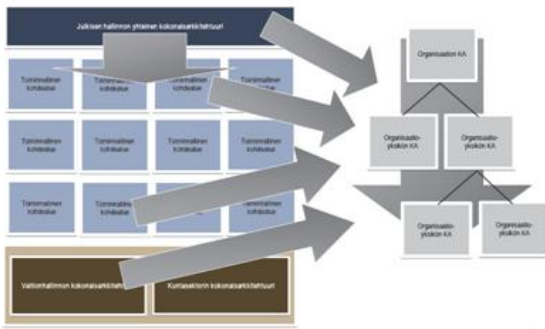 Julkisen hallinnon yhteinen kokonaisarkkitehtuuri
Toiminnallinen
kohdealue
Toiminnallinen
kohdealue
Toiminnallinen
kohdealue
Toiminnallinen
kohdealue
Toiminnallinen
kohdealue
Toiminnallinen
kohdealue
Toiminnallinen
kohdealue
Toiminnallinen
kohdealue
Toiminnallinen
kohdealue
Toiminnallinen
kohdealue
Toiminnallinen
Toiminnallinen
kohdealue
Valtionhallinnon kokonaisarkkitehtuuri
Kuntasektorin kokonaisarkkitehtuuri
Organisaation KA
Organisaatio-
yksikön KA
Organisaatio-
yksikön KA
Organisaatio-
yksikön KA
Organisaatio-
yksikön KA